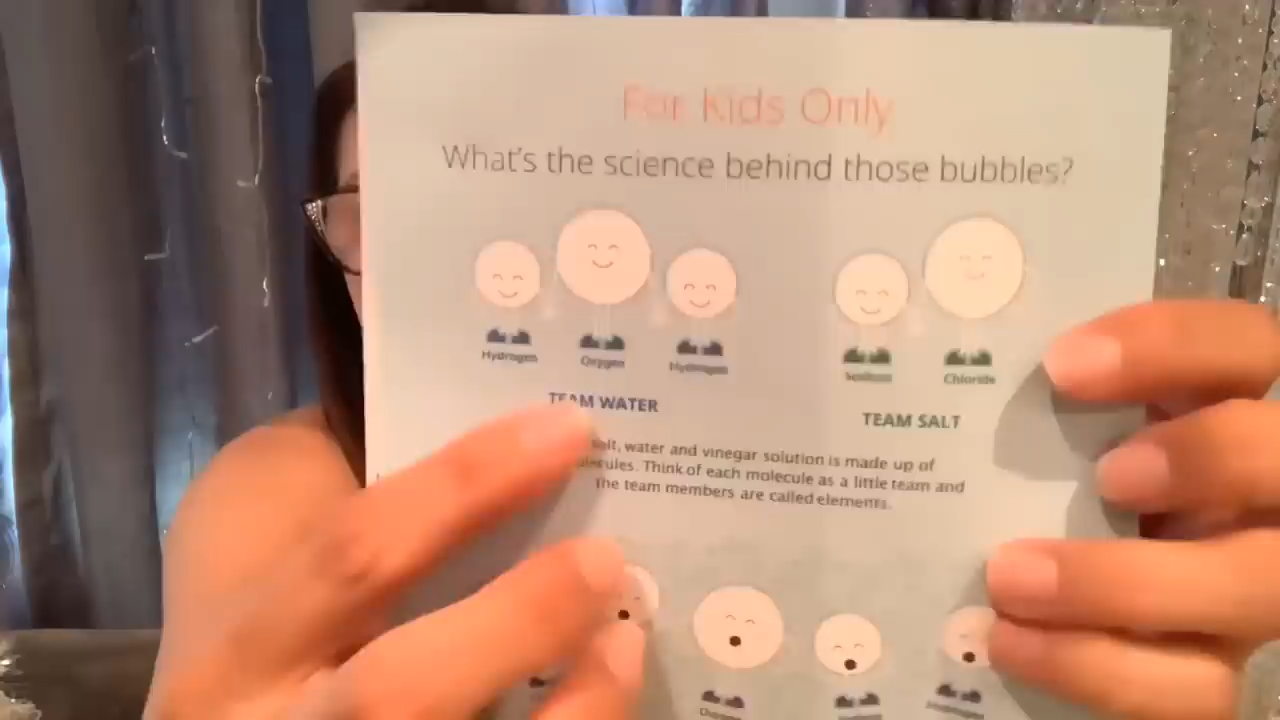 For Kids Only
What's the science behind those bubbles?
Hydrogen Oxygen Hydrogen
Sodium Chloride
TEAM WATER
TEAM SALT
salt, water and vinegar solution is made up of
molecules. Think of each molecule as a little team and
the team members are called elements.